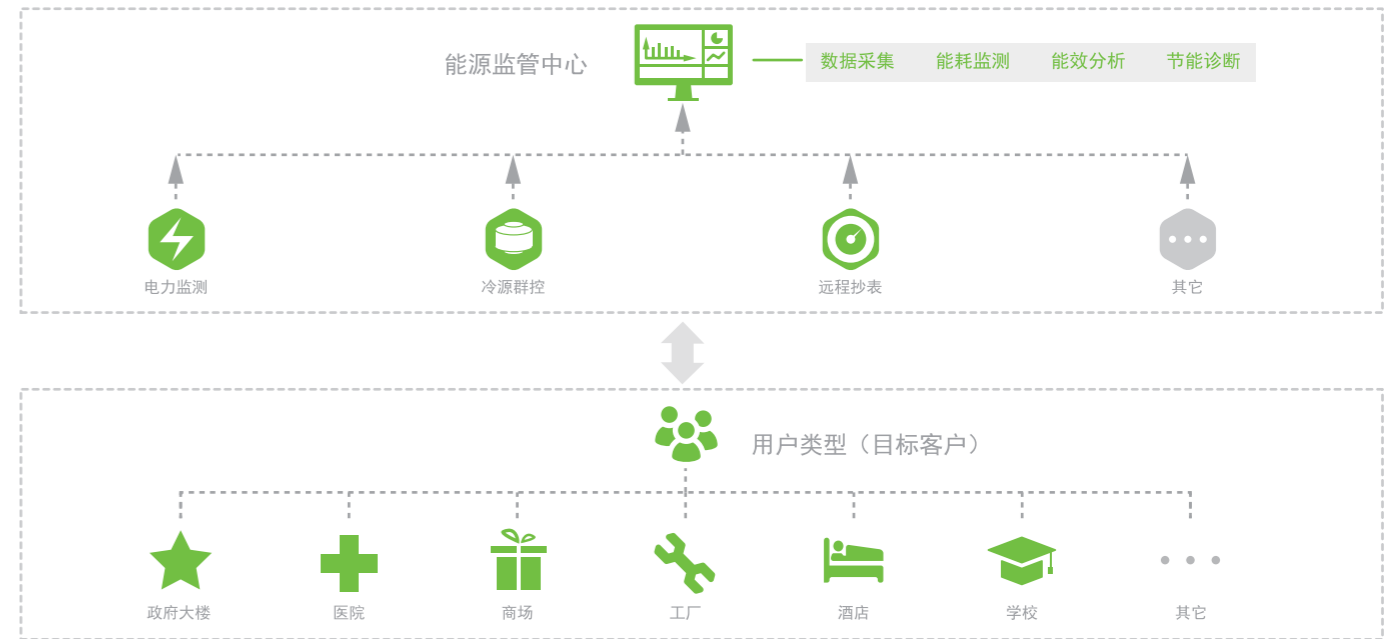 能源监管中心
数据采集 能耗监测 能效分析 节能诊断
电力监测 冷源群控 远程抄表 其它
用户类型（目标客户）
政府大楼 医院 商场 工厂 酒店 学校 其它